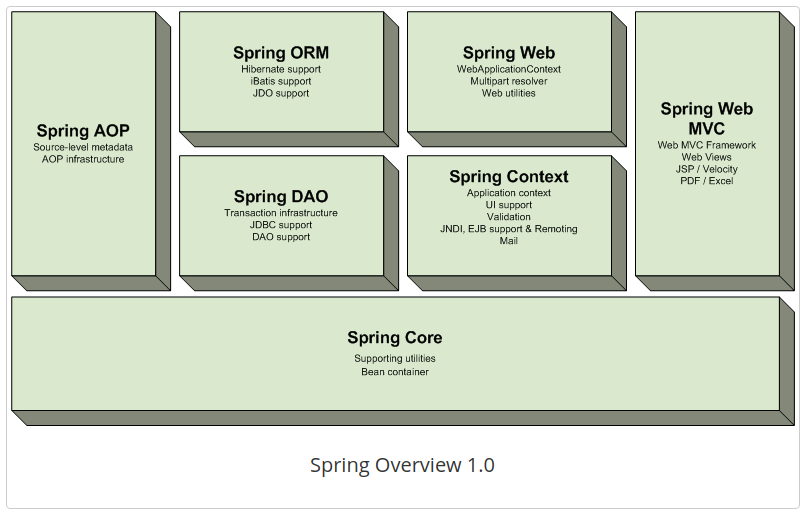 Spring AOP
Source-level metadata
AOP infrastructure
Spring ORM
Hibernate support
iBatis support
JDO support
Spring Web
WebApplicationContext
Multipart resolver
Web utilities
Spring Web
MVC
Web MVC Framework
Web Views
JSP / Velocity
PDF / Excel
Spring DAO
Transaction infrastructure
JDBC support
DAO support
Spring Context
Application context
UI support
Validation
JNDI, EJB support & Remoting
Mail
Spring Core
Supporting utilities
Bean container
Spring Overview 1.0